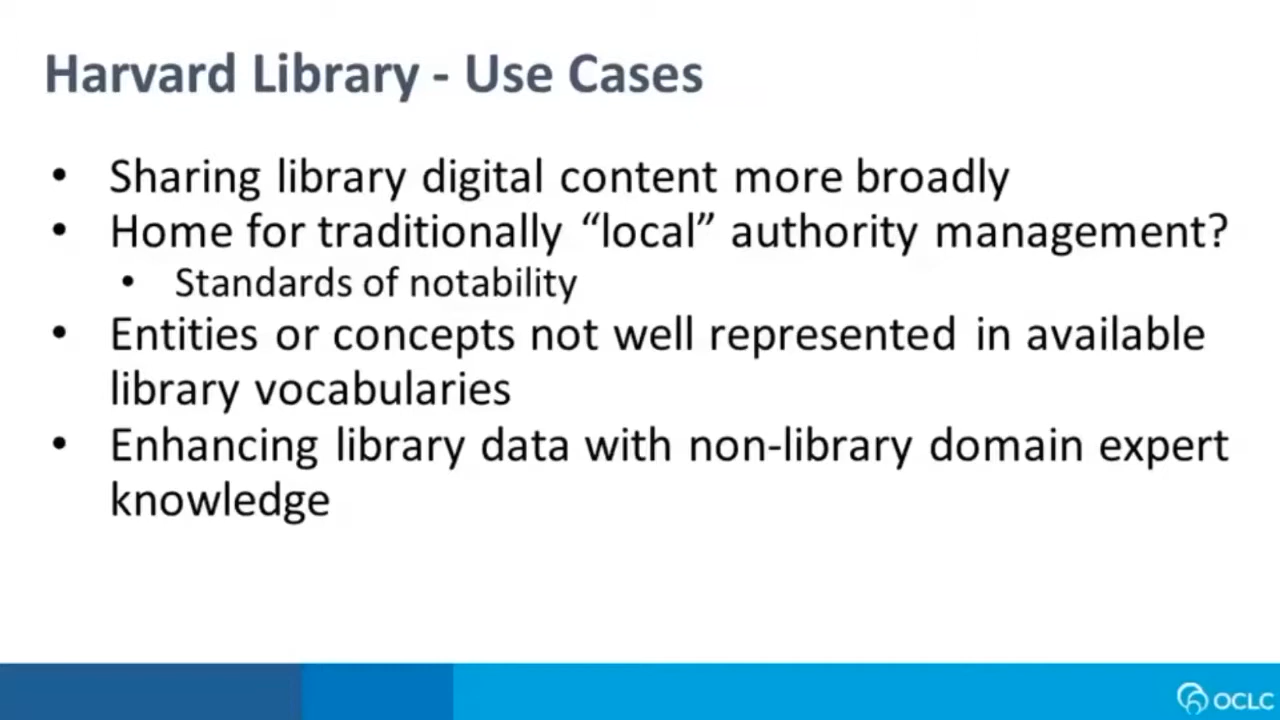 Harvard Library - Use Cases
• Sharing library digital content more broadly
• Home for traditionally “local” authority management?
• Standards of notability
• Entities or concepts not well represented in available
library vocabularies
• Enhancing library data with non-library domain expert
knowledge
OCLC